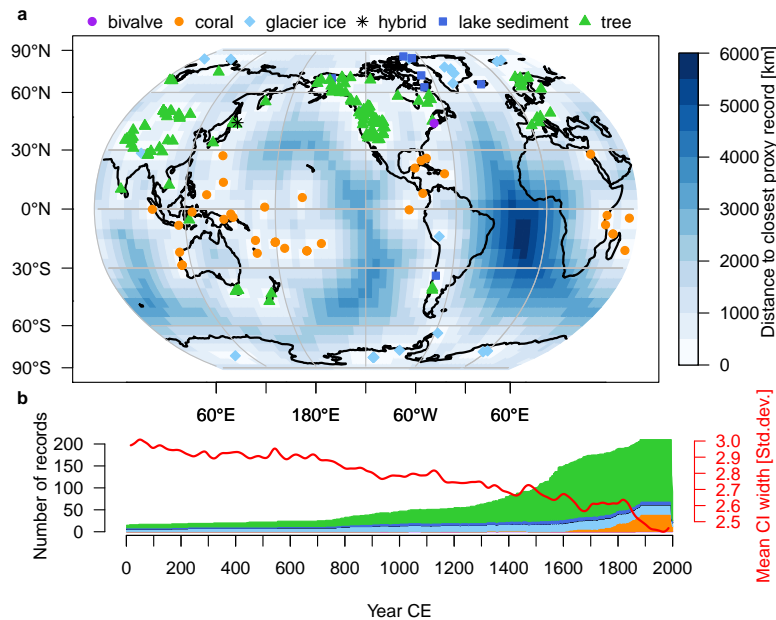 a
bivalve coral glacier ice hybrid lake sediment tree
90°N
60°N
30°N
0°N
30°S
60°S
90°S
60°E 180°E 60°W 60°E
6000
5000
4000
3000
2000
1000
0
Distance to closest proxy record [km]
b
Number of records
200
150
100
50
0
3.0
2.9
2.8
2.7
2.6
2.5
Mean CI width [Std.dev.]
0 200 400 600 800 1000 1200 1400 1600 1800 2000
Year CE